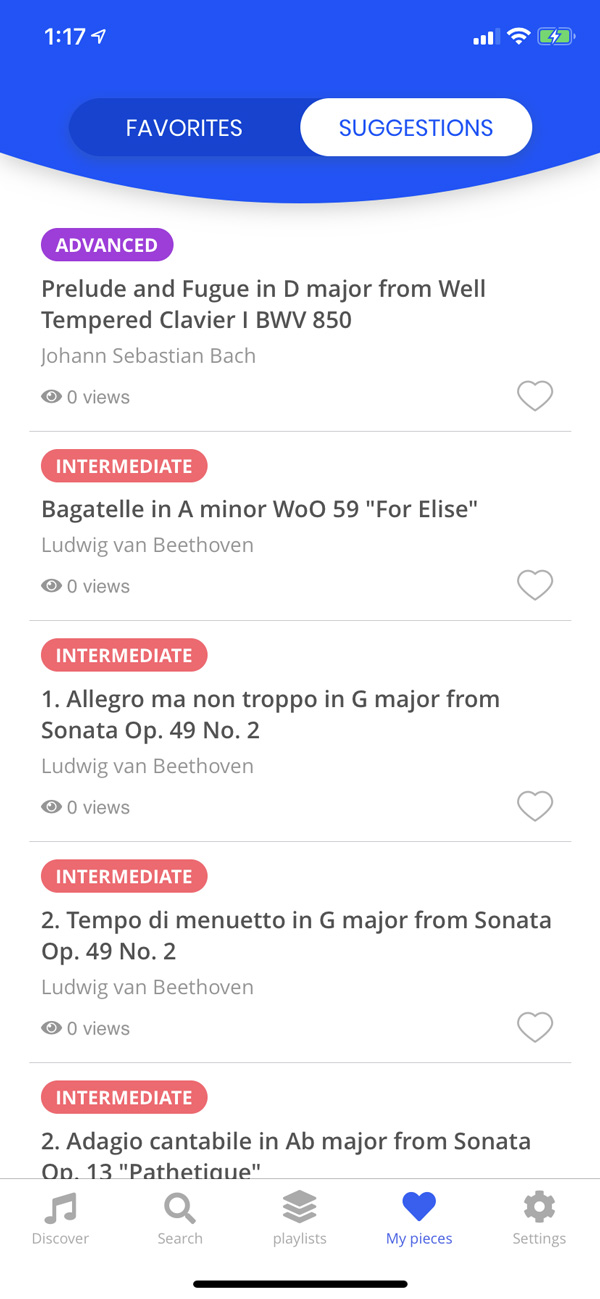 1:17
FAVORITES
SUGGESTIONS
ADVANCED
Prelude and Fugue in D major from Well
Tempered Clavier I BWV 850
Johann Sebastian Bach
0 views
INTERMEDIATE
Bagatelle in A minor WoO 59 "For Elise"
Ludwig van Beethoven
0 views
INTERMEDIATE
1. Allegro ma non troppo in G major from
Sonata Op. 49 No. 2
Ludwig van Beethoven
0 views
INTERMEDIATE
2. Tempo di menuetto in G major from Sonata
Op. 49 No. 2
Ludwig van Beethoven
0 views
INTERMEDIATE
2. Adagio cantabile in Ab major from Sonata
Op. 13 "Pathetique"
Discover
Search
playlists
My pieces
Settings